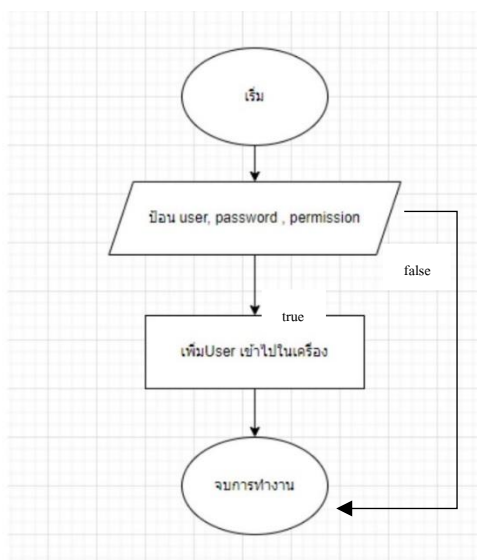 เริ่ม
ป้อน user, password , permission
false
true
เพิ่มUser เข้าไปในเครื่อง
จบการทำงาน